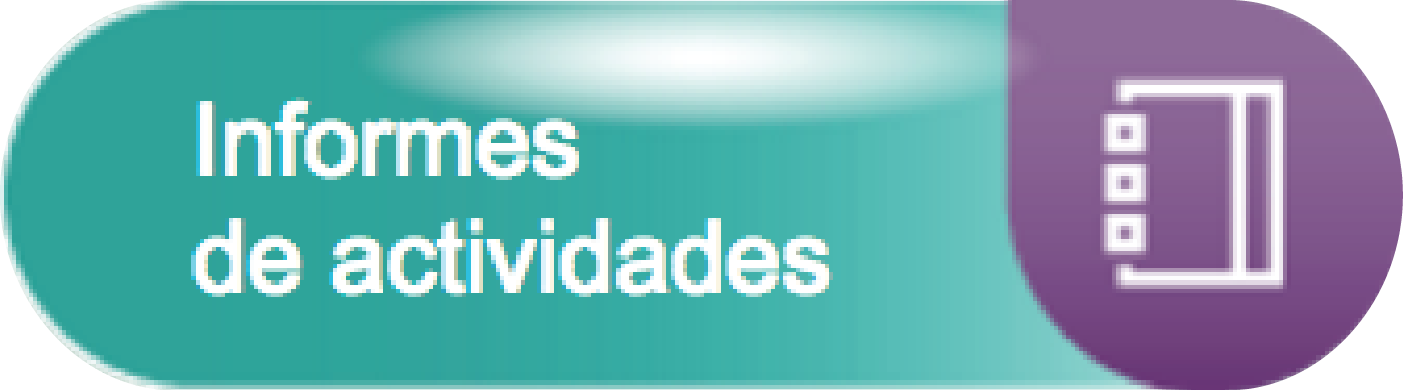 Informes
de actividades